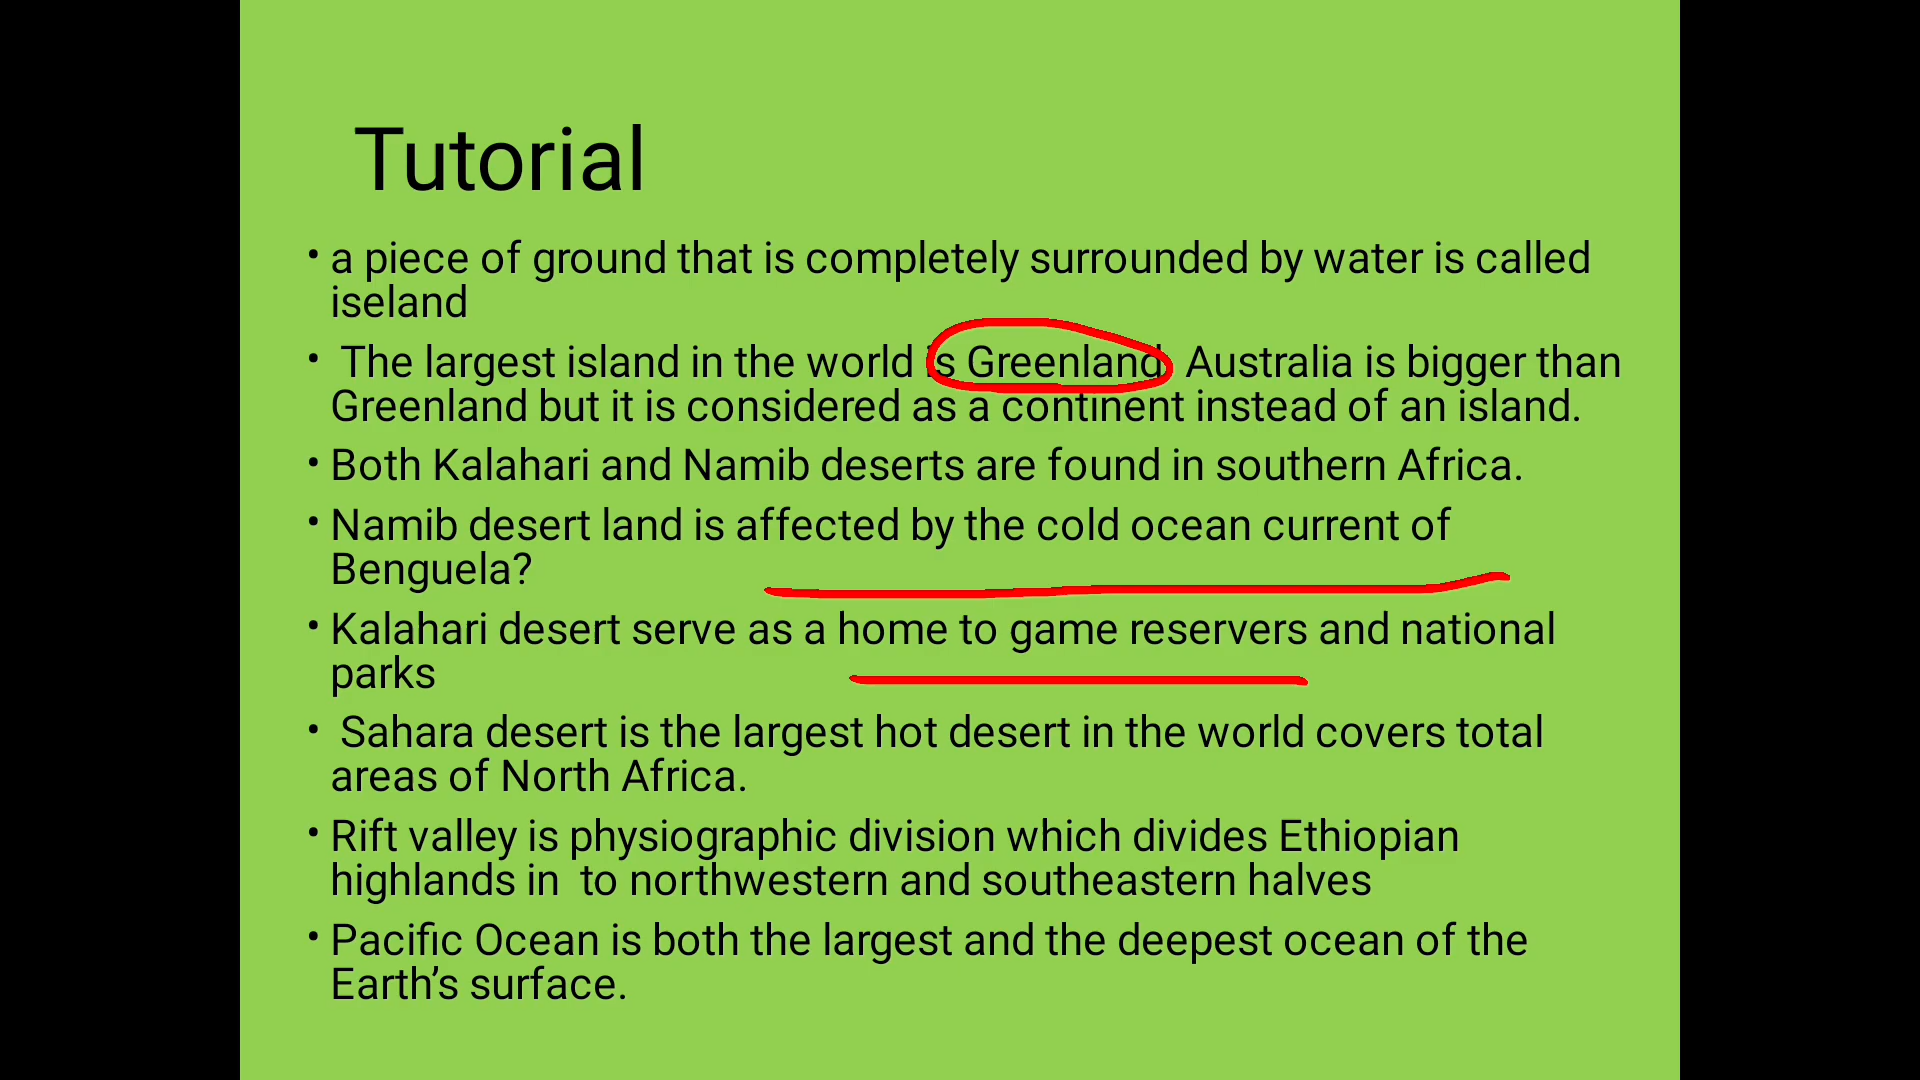 Tutorial
• a piece of ground that is completely surrounded by water is called
iseland
• The largest island in the world is Greenland. Australia is bigger than
Greenland but it is considered as a continent instead of an island.
• Both Kalahari and Namib deserts are found in southern Africa.
• Namib desert land is affected by the cold ocean current of
Benguela?
• Kalahari desert serve as a home to game reservers and national
parks
• Sahara desert is the largest hot desert in the world covers total
areas of North Africa.
• Rift valley is physiographic division which divides Ethiopian
highlands in to northwestern and southeastern halves
• Pacific Ocean is both the largest and the deepest ocean of the
Earth’s surface.